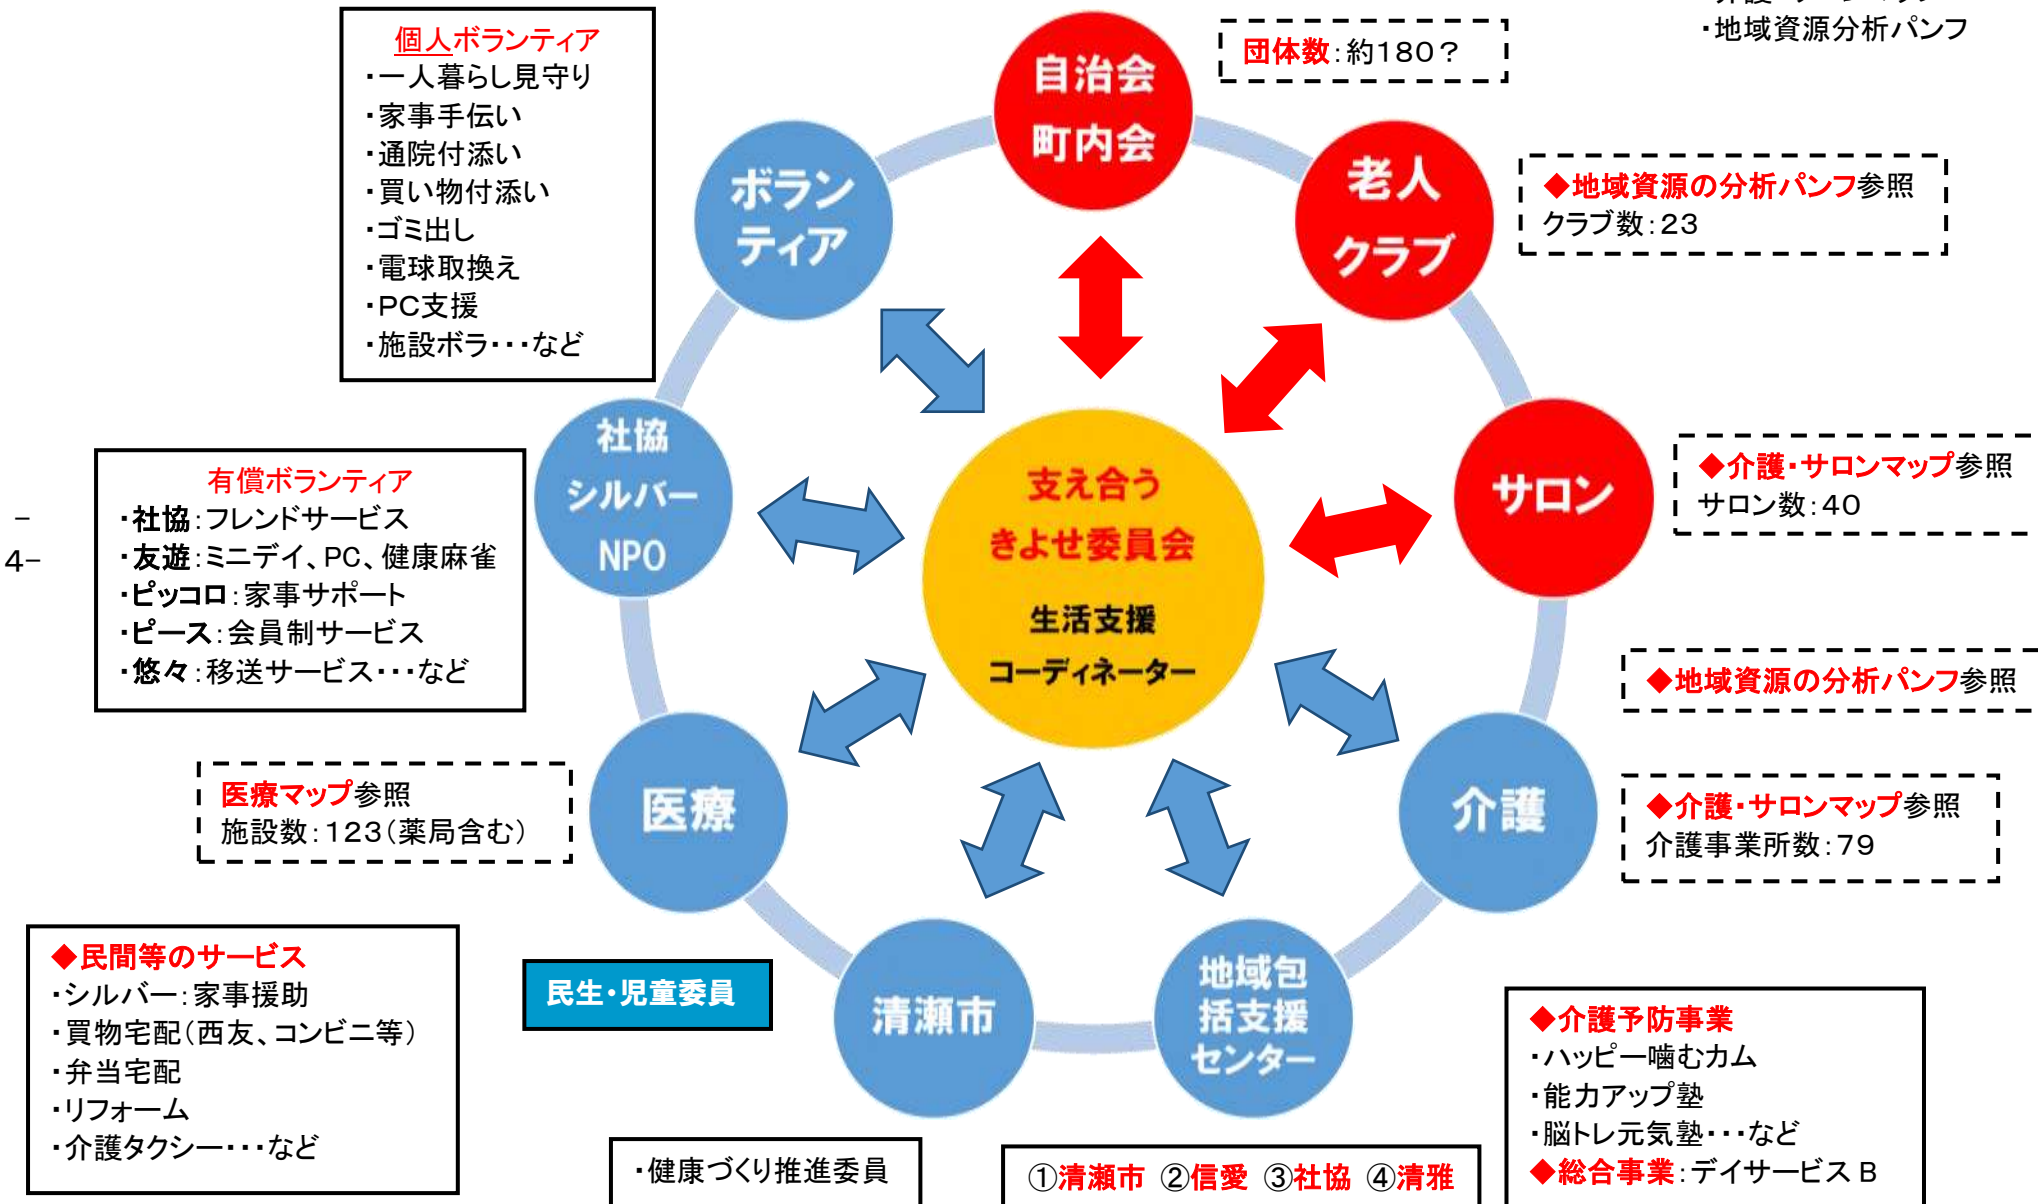 ・地域資源分析パンフ
個人ボランティア
・一人暮らし見守り
・家事手伝い
・通院付添い
・買い物付添い
・ゴミ出し
・電球取換え
・PC支援
・施設ボラ・・・など
自治会
町内会
団体数：約180？
ボラン
ティア
老人
クラブ
◆地域資源の分析パンフ参照
クラブ数：23
社協
シルバー
NPO
有償ボランティア
・社協：フレンドサービス
・友遊：ミニデイ、PC、健康麻雀
・ピッコロ：家事サポート
・ピース：会員制サービス
・悠々：移送サービス・・・など
－
4－
支え合う
きよせ委員会
生活支援
コーディネーター
サロン
◆介護・サロンマップ参照
サロン数：40
◆地域資源の分析パンフ参照
医療マップ参照
施設数：123（薬局含む）
医療
介護
◆介護・サロンマップ参照
介護事業所数：79
◆民間等のサービス
・シルバー：家事援助
・買物宅配（西友、コンビニ等）
・弁当宅配
・リフォーム
・介護タクシー・・・など
民生・児童委員
清瀬市
地域包
括支援
センター
◆介護予防事業
・ハッピー噛むカム
・能力アップ塾
・脳トレ元気塾・・・など
◆総合事業：デイサービスB
・健康づくり推進委員
①清瀬市 ②信愛 ③社協 ④清雅